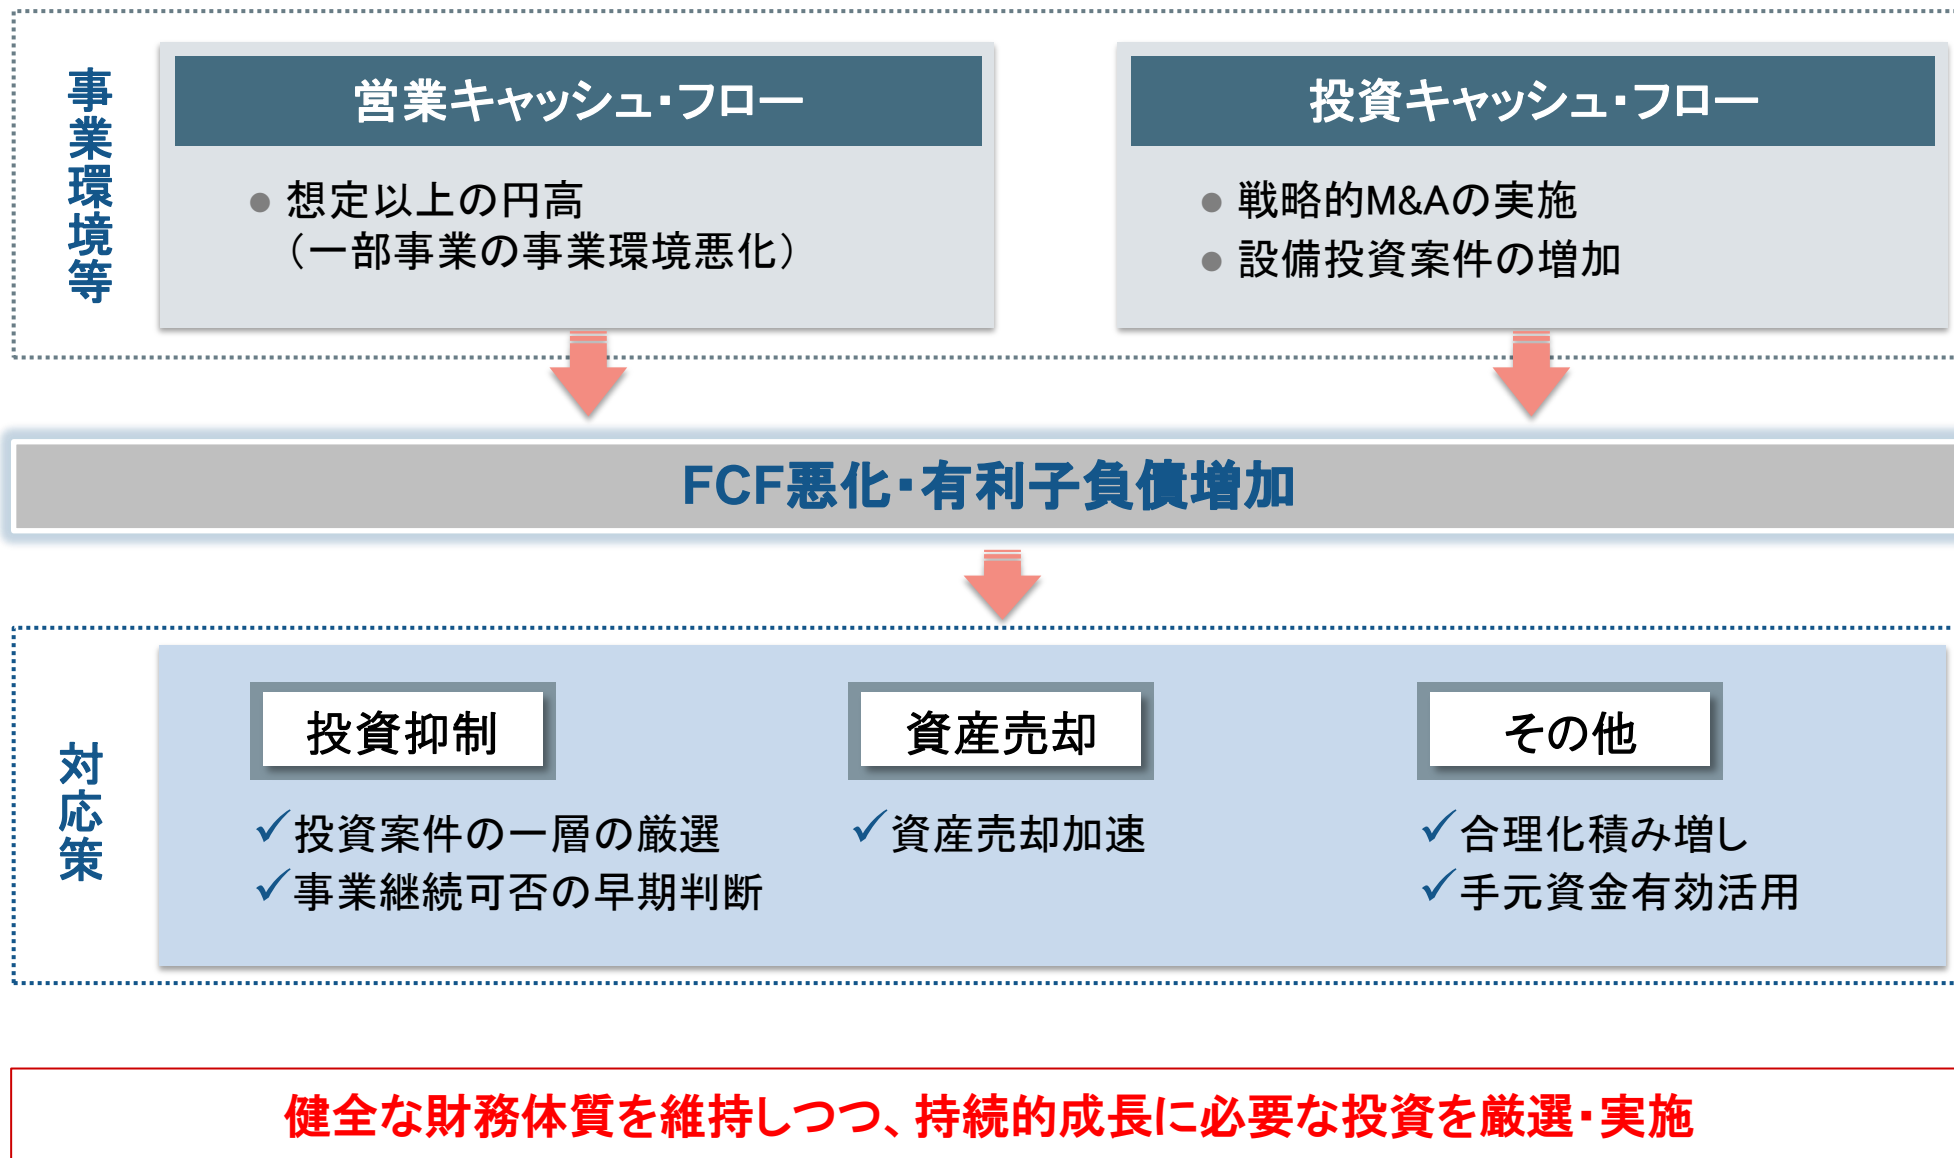 事業環境等
営業キャッシュ・フロー
● 想定以上の円高
（一部事業の事業環境悪化）
投資キャッシュ・フロー
● 戦略的M&Aの実施
● 設備投資案件の増加
FCF悪化・有利子負債増加
対応策
投資抑制
✓投資案件の一層の厳選
✓事業継続可否の早期判断
資産売却
✓資産売却加速
その他
✓合理化積み増し
✓手元資金有効活用
健全な財務体質を維持しつつ、持続的成長に必要な投資を厳選・実施